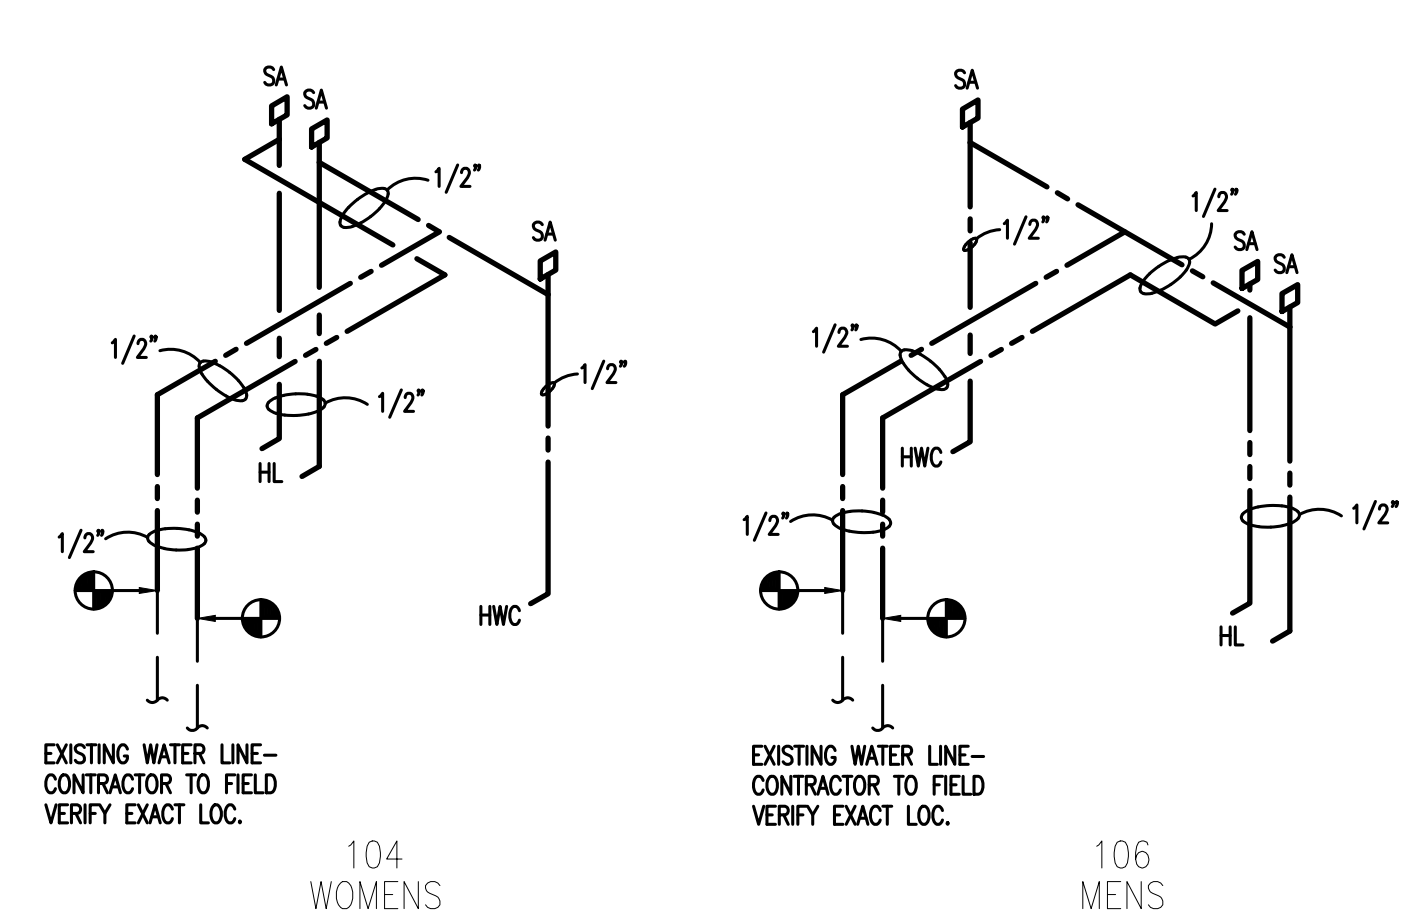 SA
SA
1/2"
SA
1/2"
1/2"
1/2"
HL
1/2"
HWC
EXISTING WATER LINE-
CONTRACTOR TO FIELD
VERIFY EXACT LOC.
104
WOMENS
SA
1/2"
1/2"
SA
SA
1/2"
HWC
1/2"
1/2"
HL
EXISTING WATER LINE-
CONTRACTOR TO FIELD
VERIFY EXACT LOC.
106
MENS